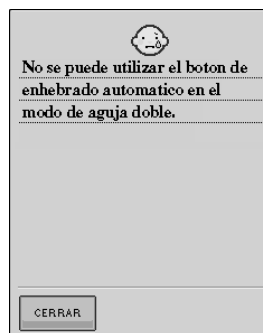 No se puede utilizar el boton de
enhebrado automatico en el
modo de aguja doble.
CERRAR